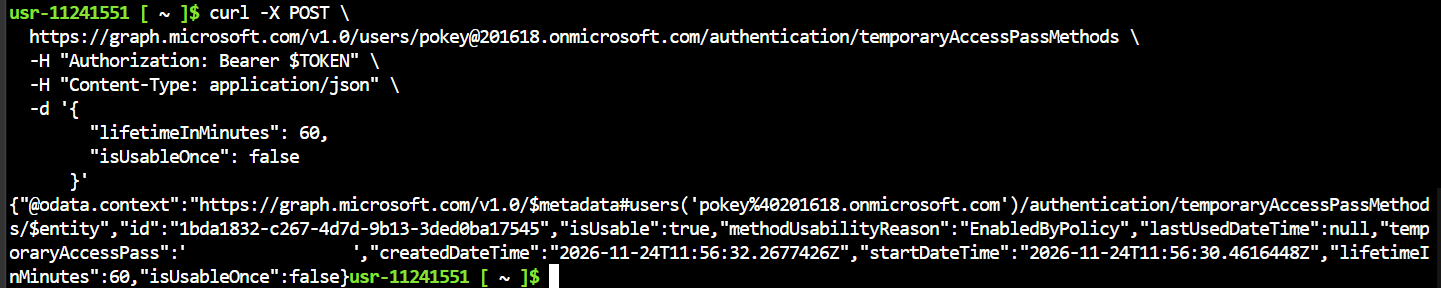 usr-11241551 [ ~ ]$ curl -X POST \
  https://graph.microsoft.com/v1.0/users/pokey@201618.onmicrosoft.com/authentication/temporaryAccessPassMethods \
  -H "Authorization: Bearer $TOKEN" \
  -H "Content-Type: application/json" \
  -d '{
        "lifetimeInMinutes": 60,
        "isUsableOnce": false
      }'
{"@odata.context":"https://graph.microsoft.com/v1.0/$metadata#users('pokey%40201618.onmicrosoft.com')/authentication/temporaryAccessPassMethod
s/$entity","id":"1bda1832-c267-4d7d-9b13-3ded0ba17545","isUsable":true,"methodUsabilityReason":"EnabledByPolicy","lastUsedDateTime":null,"temp
oraryAccessPass":'                ',"createdDateTime":"2026-11-24T11:56:32.2677426Z","startDateTime":"2026-11-24T11:56:30.4616448Z","lifetimeI
nMinutes":60,"isUsableOnce":false}usr-11241551 [ ~ ]$